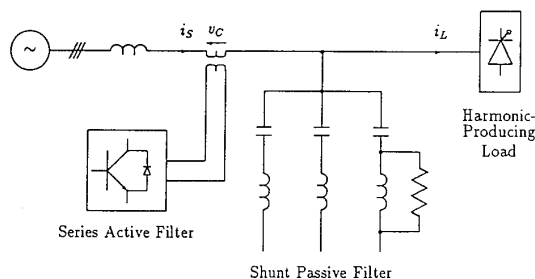 i_S
v_C
i_L
Harmonic-
Producing
Load
Series Active Filter
Shunt Passive Filter